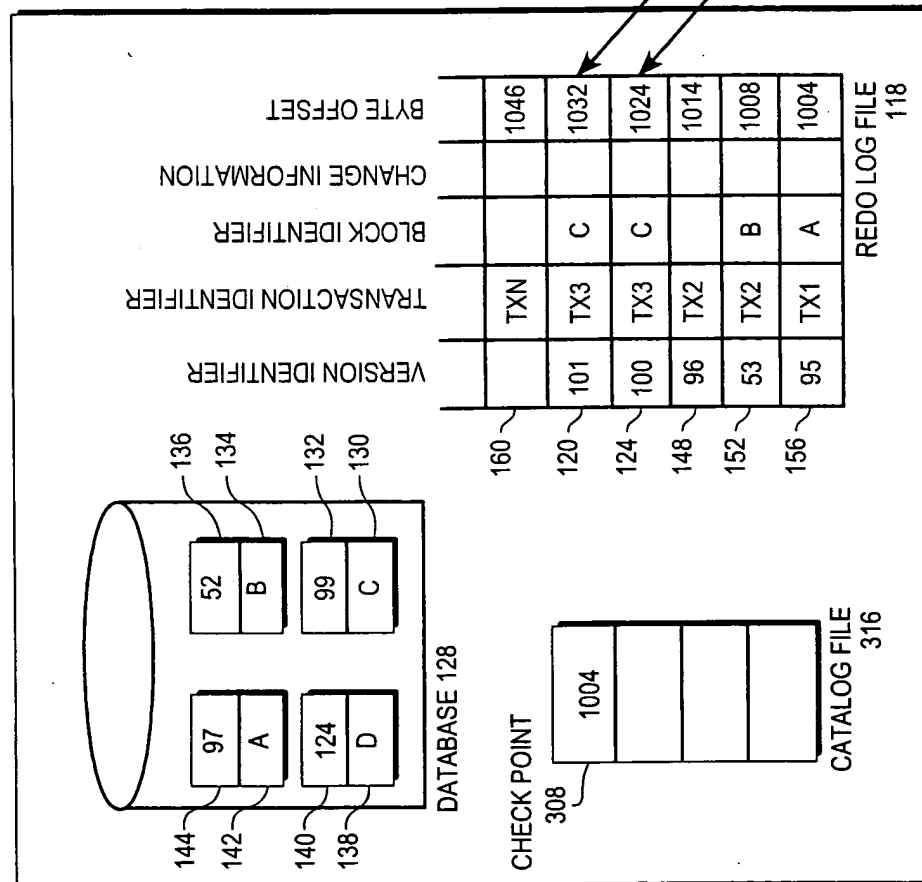 BYTE OFFSET
CHANGE INFORMATION
BLOCK IDENTIFIER
TRANSACTION IDENTIFIER
VERSION IDENTIFIER
1046
TXN
160
1032
C
TX3
101
120
1024
C
TX3
100
124
1014
TX2
96
148
1008
B
TX2
53
152
1004
A
TX1
95
156
REDO LOG FILE
118
136
134
52
B
132
130
99
C
144
142
97
A
140
138
124
D
DATABASE 128
CHECK POINT
308
1004
CATALOG FILE
316